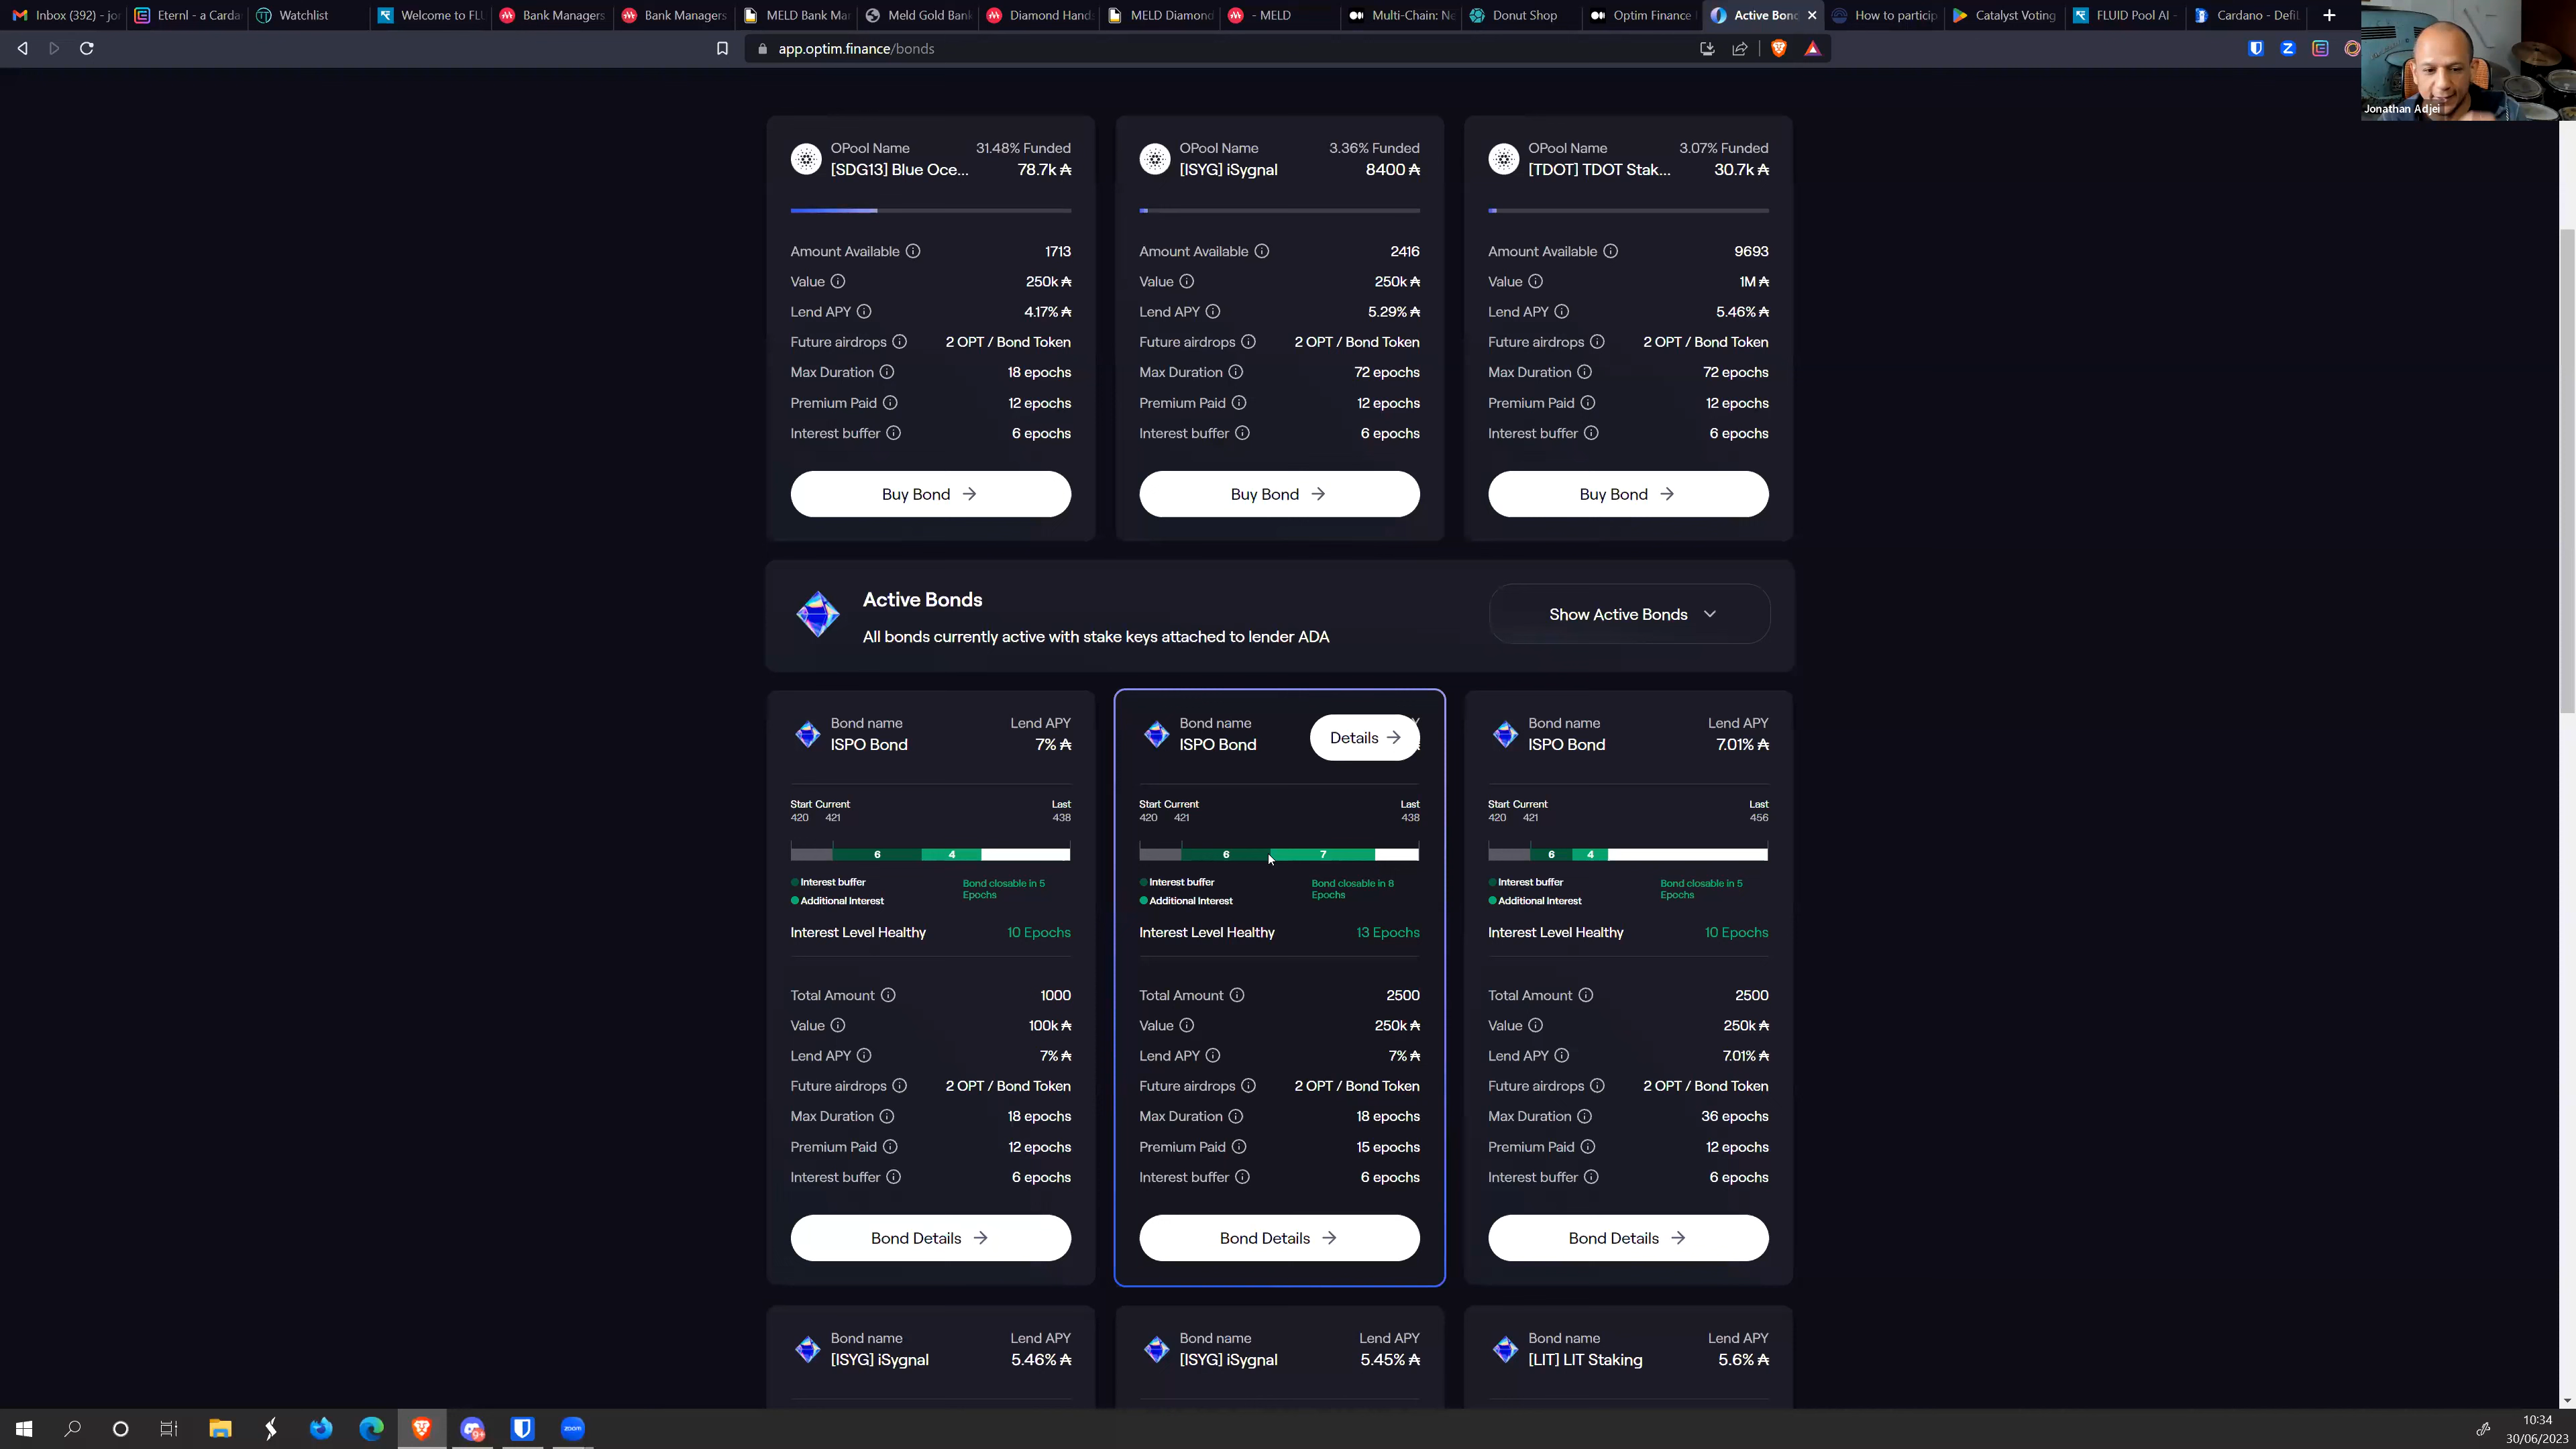 Inbox (392) - jo
Eternl - a Carda
Watchlist
Welcome to FLU
Bank Managers
Bank Managers
MELD Bank Ma
Meld Gold Bank
Diamond Hand
MELD Diamond
- MELD
Multi-Chain: Ne
Donut Shop
Optim Finance
Active Bond
How to particip
Catalyst Voting
FLUID Pool AI -
Cardano - Defi
app.optim.finance/bonds
Jonathan Adjei
OPool Name 31.48% Funded
[SDG13] Blue Oce... 78.7k ₳
Amount Available 1713
Value 250k ₳
Lend APY 4.17% ₳
Future airdrops 2 OPT / Bond Token
Max Duration 18 epochs
Premium Paid 12 epochs
Interest buffer 6 epochs
Buy Bond
OPool Name 3.36% Funded
[ISYG] iSygnal 8400 ₳
Amount Available 2416
Value 250k ₳
Lend APY 5.29% ₳
Future airdrops 2 OPT / Bond Token
Max Duration 72 epochs
Premium Paid 12 epochs
Interest buffer 6 epochs
Buy Bond
OPool Name 3.07% Funded
[TDOT] TDOT Stak... 30.7k ₳
Amount Available 9693
Value 1M ₳
Lend APY 5.46% ₳
Future airdrops 2 OPT / Bond Token
Max Duration 72 epochs
Premium Paid 12 epochs
Interest buffer 6 epochs
Buy Bond
Active Bonds
All bonds currently active with stake keys attached to lender ADA
Show Active Bonds
Bond name Lend APY
ISPO Bond 7% ₳
Start Current Last
420 421 438
6 4
Interest buffer
Additional Interest
Bond closable in 5
Epochs
Interest Level Healthy 10 Epochs
Total Amount 1000
Value 100k ₳
Lend APY 7% ₳
Future airdrops 2 OPT / Bond Token
Max Duration 18 epochs
Premium Paid 12 epochs
Interest buffer 6 epochs
Bond Details
Bond name
ISPO Bond
Details
Start Current Last
420 421 438
6 7
Interest buffer
Additional Interest
Bond closable in 8
Epochs
Interest Level Healthy 13 Epochs
Total Amount 2500
Value 250k ₳
Lend APY 7% ₳
Future airdrops 2 OPT / Bond Token
Max Duration 18 epochs
Premium Paid 15 epochs
Interest buffer 6 epochs
Bond Details
Bond name Lend APY
ISPO Bond 7.01% ₳
Start Current Last
420 421 456
6 4
Interest buffer
Additional Interest
Bond closable in 5
Epochs
Interest Level Healthy 10 Epochs
Total Amount 2500
Value 250k ₳
Lend APY 7.01% ₳
Future airdrops 2 OPT / Bond Token
Max Duration 36 epochs
Premium Paid 12 epochs
Interest buffer 6 epochs
Bond Details
Bond name Lend APY
[ISYG] iSygnal 5.46% ₳
Bond name Lend APY
[ISYG] iSygnal 5.45% ₳
Bond name Lend APY
[LIT] LIT Staking 5.6% ₳
zoom
10:34
30/06/2023